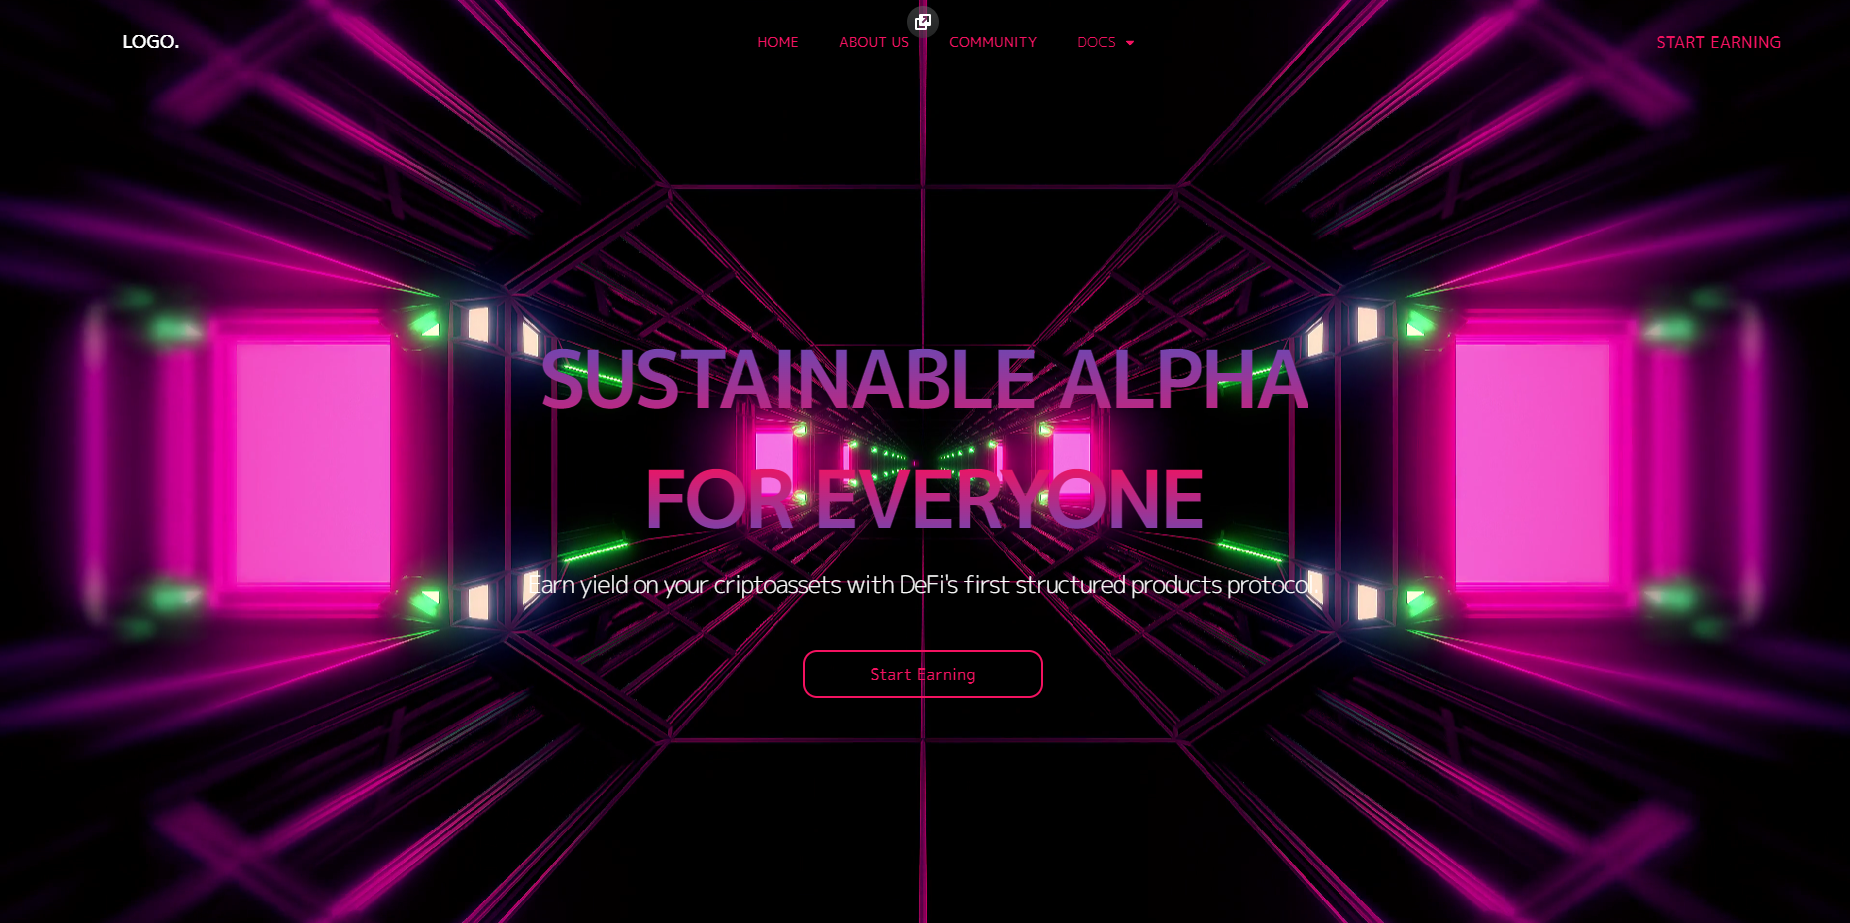 LOGO.
HOME
ABOUT US
COMMUNITY
DOCS
START EARNING
SUSTAINABLE ALPHA
FOR EVERYONE
Earn yield on your criptoassets with DeFi's first structured products protocol.
Start Earning